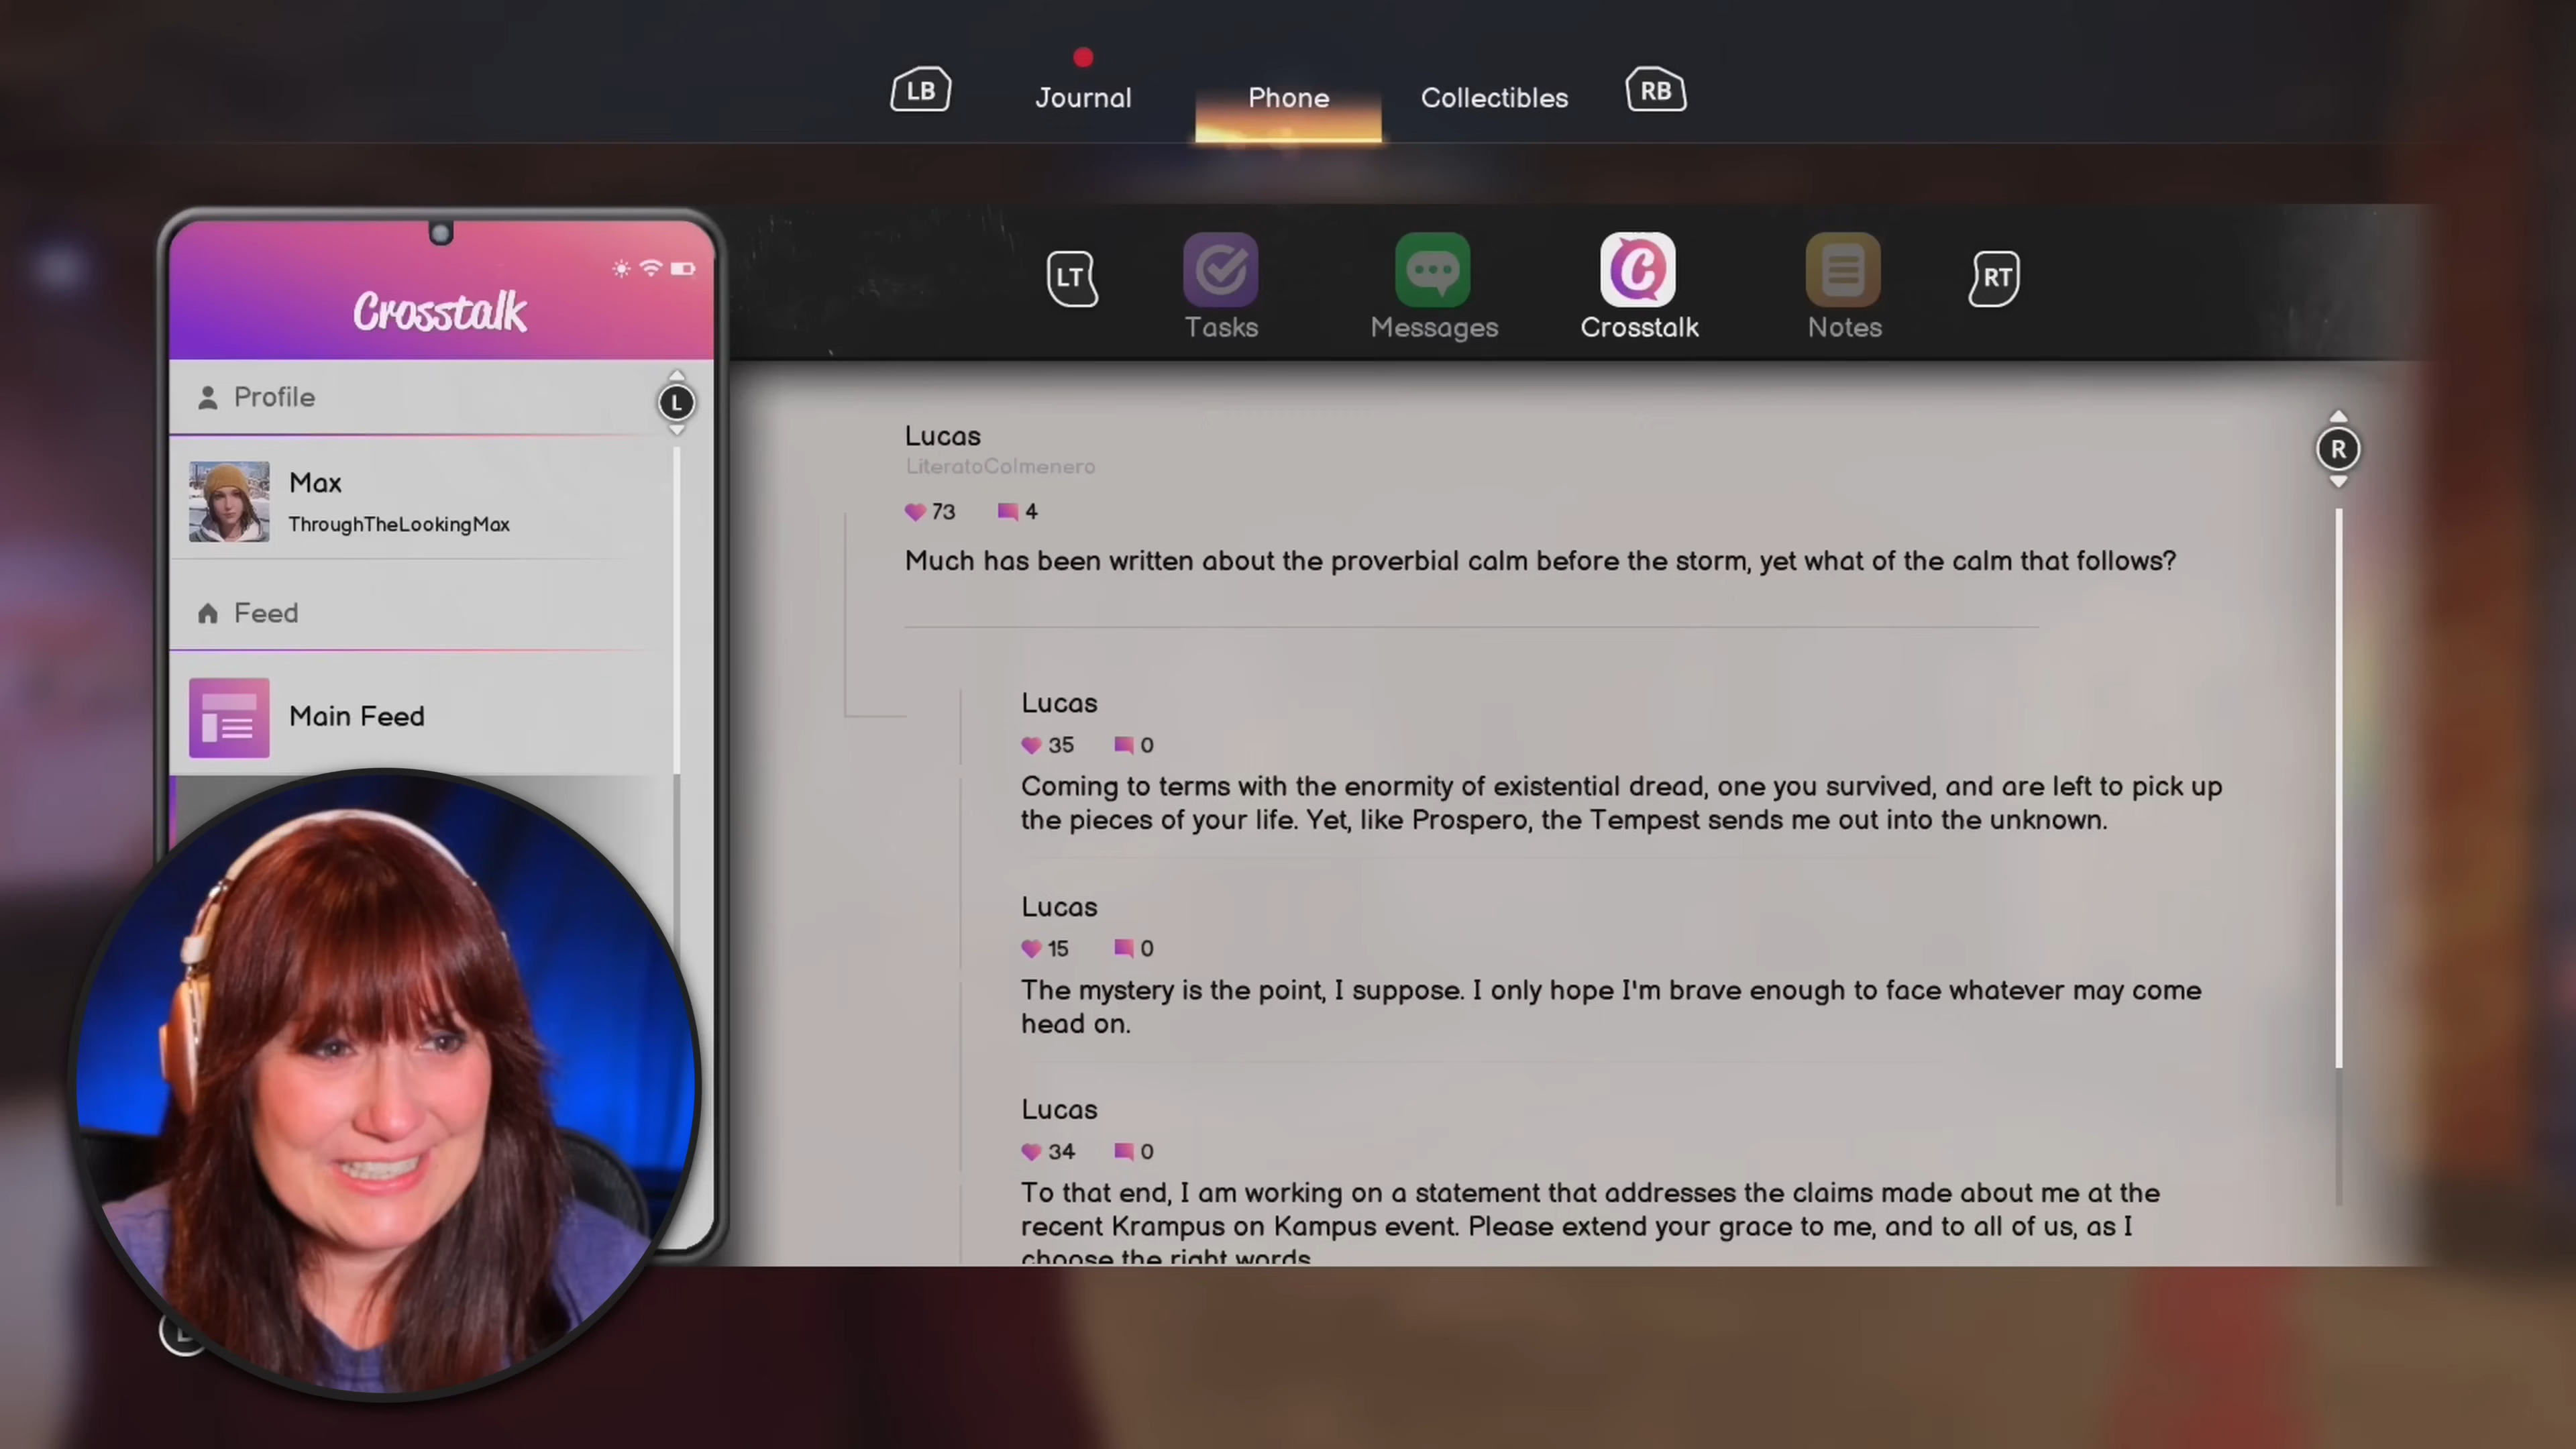 LB
Journal
Phone
Collectibles
RB
Crosstalk
LT
Tasks
Messages
Crosstalk
Notes
RT
Profile
L
Max
ThroughTheLookingMax
Feed
Main Feed
R
Lucas
LiteratoColmenero
73 4
Much has been written about the proverbial calm before the storm, yet what of the calm that follows?
Lucas
35 0
Coming to terms with the enormity of existential dread, one you survived, and are left to pick up
the pieces of your life. Yet, like Prospero, the Tempest sends me out into the unknown.
Lucas
15 0
The mystery is the point, I suppose. I only hope I'm brave enough to face whatever may come
head on.
Lucas
34 0
To that end, I am working on a statement that addresses the claims made about me at the
recent Krampus on Kampus event. Please extend your grace to me, and to all of us, as I
choose the right words.